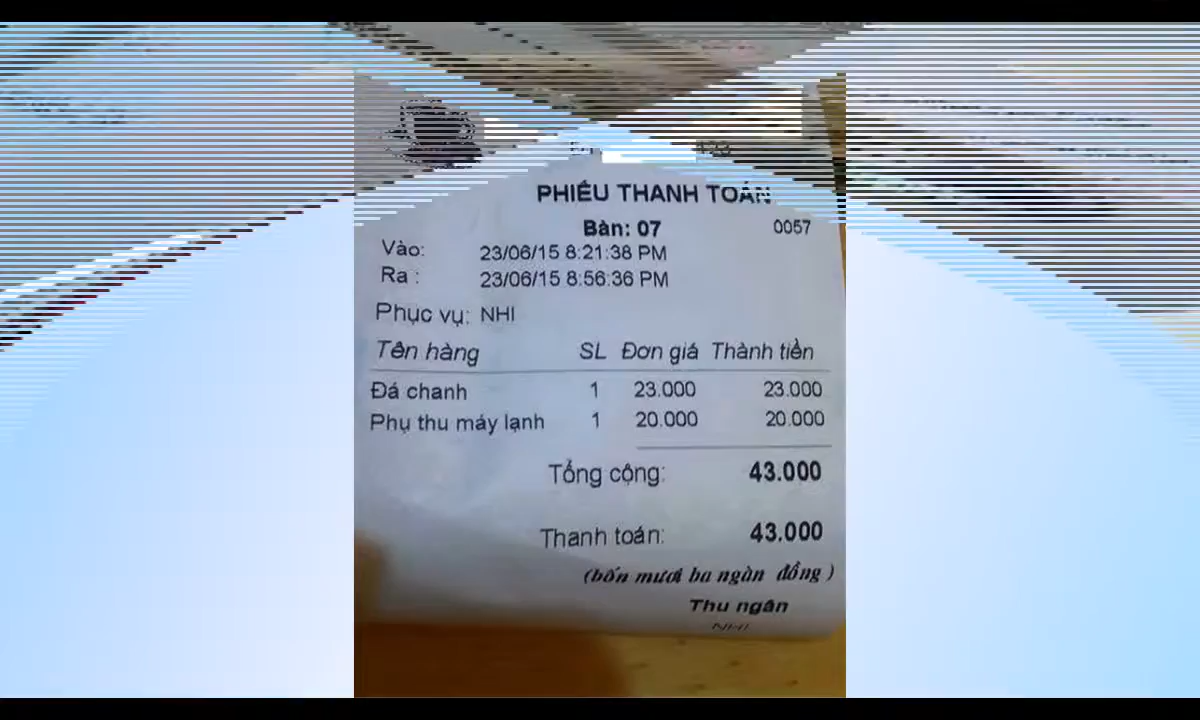 PHIẾU THANH TOÁN
Bàn: 07 0057
Vào: 23/06/15 8:21:38 PM
Ra : 23/06/15 8:56:36 PM
Phục vụ: NHI
Tên hàng SL Đơn giá Thành tiền
Đá chanh 1 23.000 23.000
Phụ thu máy lạnh 1 20.000 20.000
Tổng cộng: 43.000
Thanh toán: 43.000
(bốn mươi ba ngàn đồng )
Thu ngân
NHI